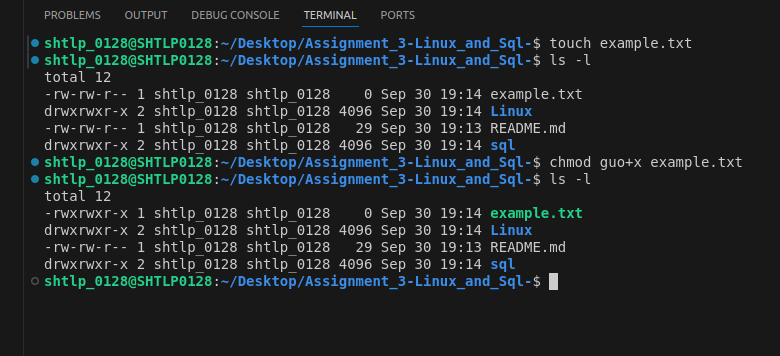 PROBLEMS OUTPUT DEBUG CONSOLE TERMINAL PORTS
shtlp_0128@SHTLP0128:~/Desktop/Assignment_3-Linux_and_Sql-$ touch example.txt
shtlp_0128@SHTLP0128:~/Desktop/Assignment_3-Linux_and_Sql-$ ls -l
total 12
-rw-rw-r-- 1 shtlp_0128 shtlp_0128    0 Sep 30 19:14 example.txt
drwxrwxr-x 2 shtlp_0128 shtlp_0128 4096 Sep 30 19:14 Linux
-rw-rw-r-- 1 shtlp_0128 shtlp_0128   29 Sep 30 19:13 README.md
drwxrwxr-x 2 shtlp_0128 shtlp_0128 4096 Sep 30 19:14 sql
shtlp_0128@SHTLP0128:~/Desktop/Assignment_3-Linux_and_Sql-$ chmod guo+x example.txt
shtlp_0128@SHTLP0128:~/Desktop/Assignment_3-Linux_and_Sql-$ ls -l
total 12
-rwxrwxr-x 1 shtlp_0128 shtlp_0128    0 Sep 30 19:14 example.txt
drwxrwxr-x 2 shtlp_0128 shtlp_0128 4096 Sep 30 19:14 Linux
-rw-rw-r-- 1 shtlp_0128 shtlp_0128   29 Sep 30 19:13 README.md
drwxrwxr-x 2 shtlp_0128 shtlp_0128 4096 Sep 30 19:14 sql
shtlp_0128@SHTLP0128:~/Desktop/Assignment_3-Linux_and_Sql-$